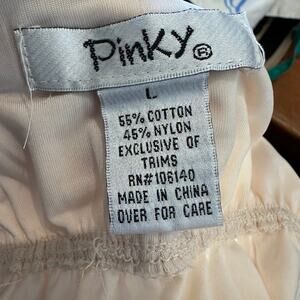 Pinky®
L
55% COTTON
45% NYLON
EXCLUSIVE OF
TRIMS
RN#106140
MADE IN CHINA
OVER FOR CARE